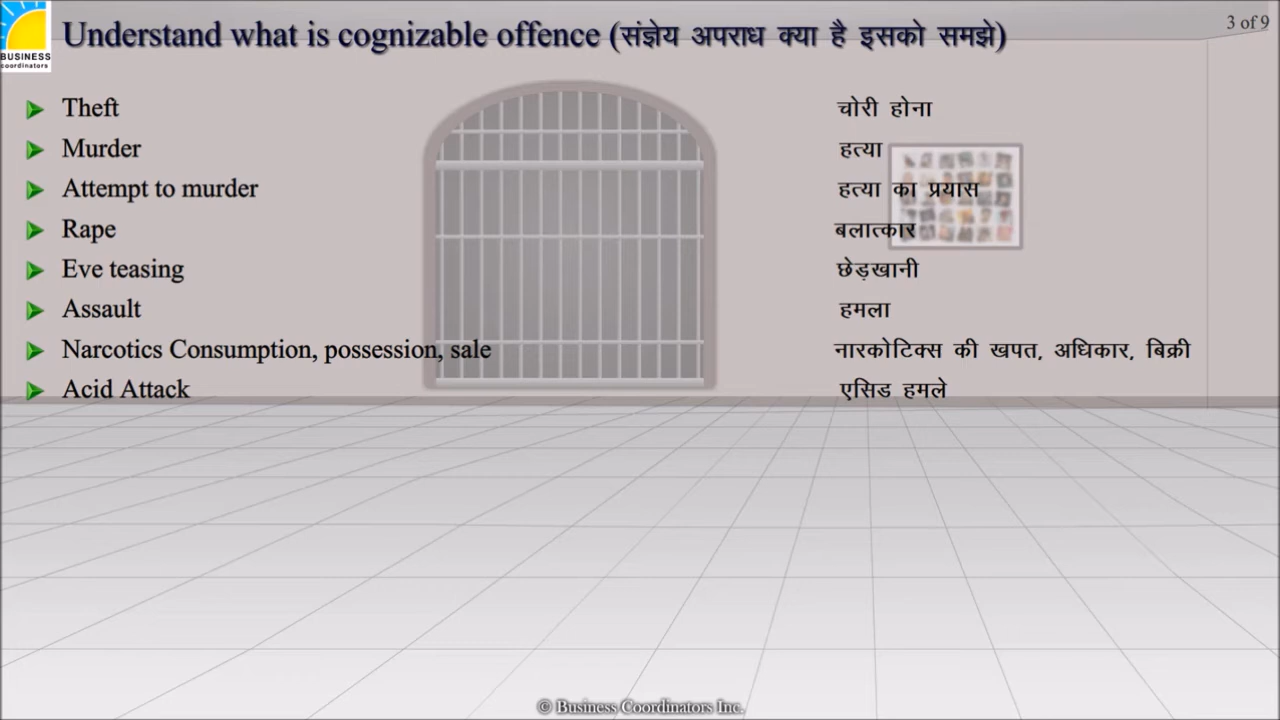 BUSINESS
coordinators
Understand what is cognizable offence (संज्ञेय अपराध क्या है इसको समझे)
3 of 9
Theft चोरी होना
Murder हत्या
Attempt to murder हत्या का प्रयास
Rape बलात्कार
Eve teasing छेड़खानी
Assault हमला
Narcotics Consumption, possession, sale नारकोटिक्स की खपत, अधिकार, बिक्री
Acid Attack एसिड हमले
© Business Coordinators Inc.